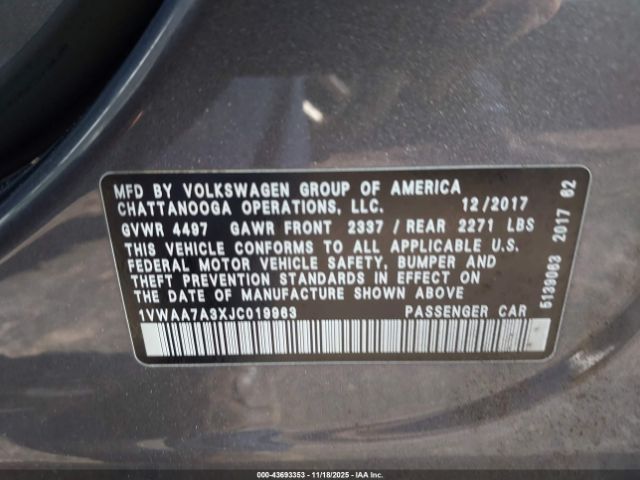 MFD BY VOLKSWAGEN GROUP OF AMERICA
CHATTANOOGA OPERATIONS, LLC. 12/2017
GVWR 4497 GAWR FRONT 2337 / REAR 2271 LBS
THIS VEHICLE CONFORMS TO ALL APPLICABLE U.S.
FEDERAL MOTOR VEHICLE SAFETY, BUMPER AND
THEFT PREVENTION STANDARDS IN EFFECT ON
THE DATE OF MANUFACTURE SHOWN ABOVE
1VWAA7A3XJC019963 PASSENGER CAR
5139063 2017 62
000-43693353 - 11/18/2025 - IAA Inc.